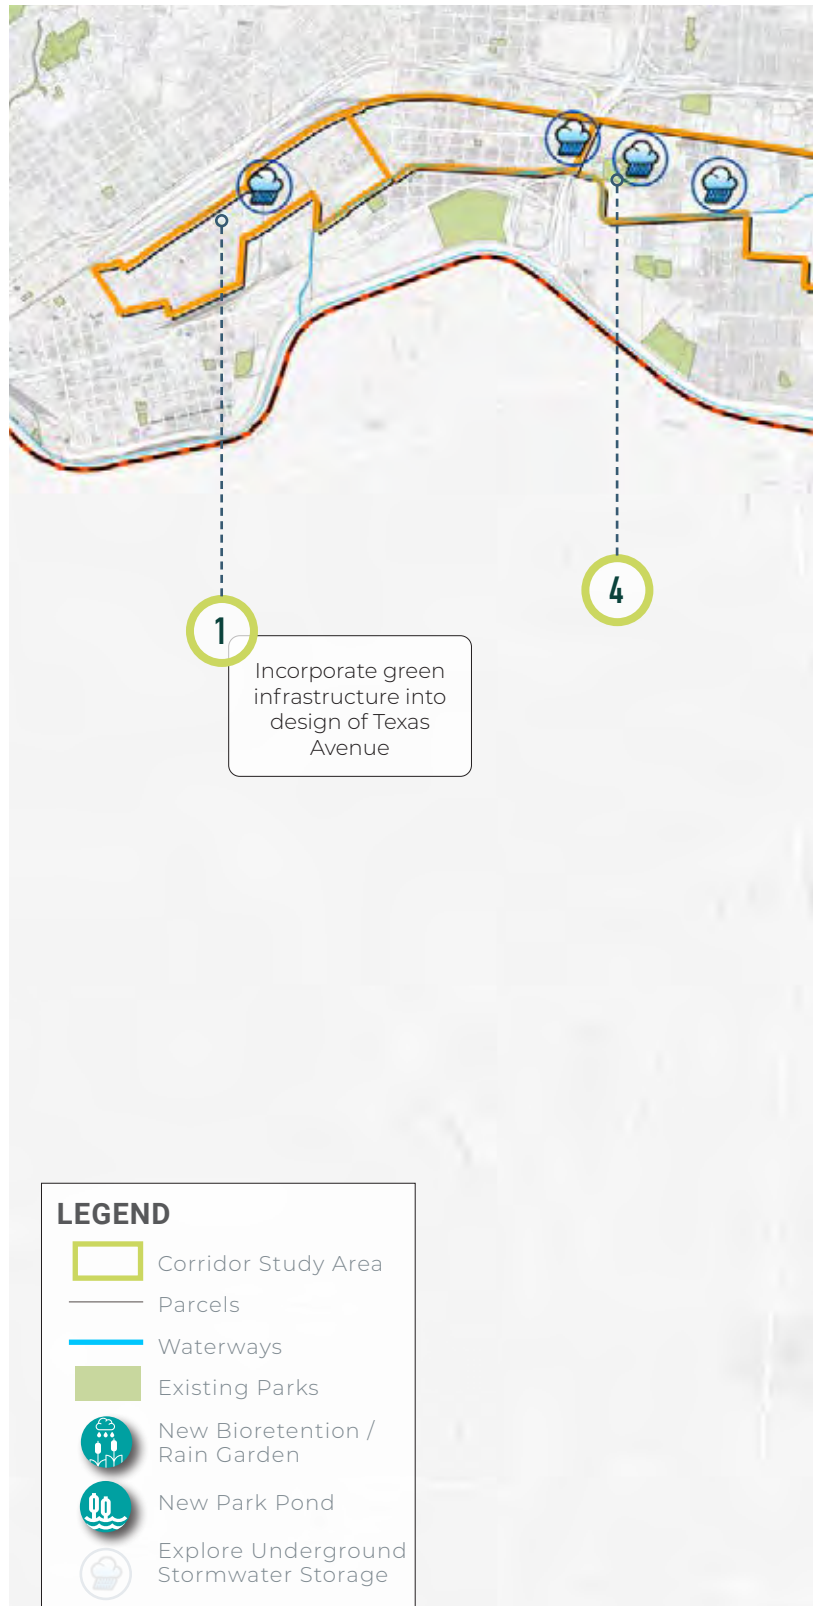 4
1
Incorporate green
infrastructure into
design of Texas
Avenue
LEGEND
Corridor Study Area
Parcels
Waterways
Existing Parks
New Bioretention /
Rain Garden
New Park Pond
Explore Underground
Stormwater Storage